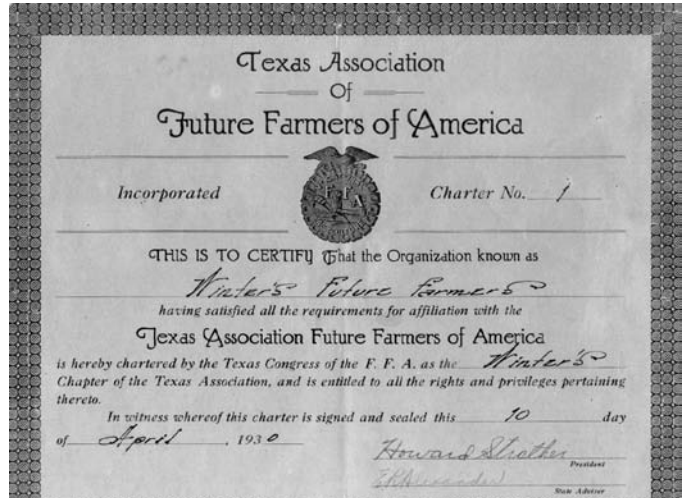 Texas Association
Of
Future Farmers of America
Incorporated
FFA
Charter No. 1
THIS IS TO CERTIFY That the Organization known as
Winter's Future Farmers
having satisfied all the requirements for affiliation with the
Texas Association Future Farmers of America
is hereby chartered by the Texas Congress of the F. F. A. as the Winter's
Chapter of the Texas Association, and is entitled to all the rights and privileges pertaining
thereto.
In witness whereof this charter is signed and sealed this 10 day
of April, 1930
Howard Strother
President
E.R. Alexander
State Adviser